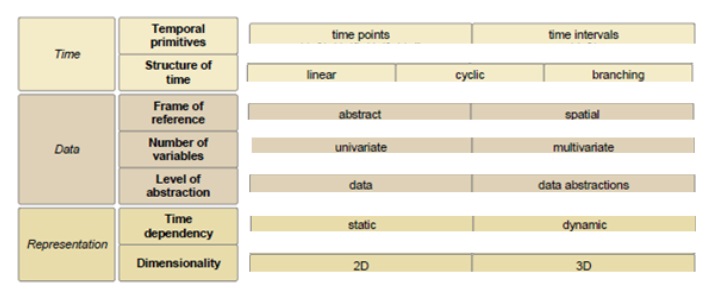 Time
Temporal
primitives
time points
time intervals
Structure of
time
linear
cyclic
branching
Data
Frame of
reference
abstract
spatial
Number of
variables
univariate
multivariate
Level of
abstraction
data
data abstractions
Representation
Time
dependency
static
dynamic
Dimensionality
2D
3D